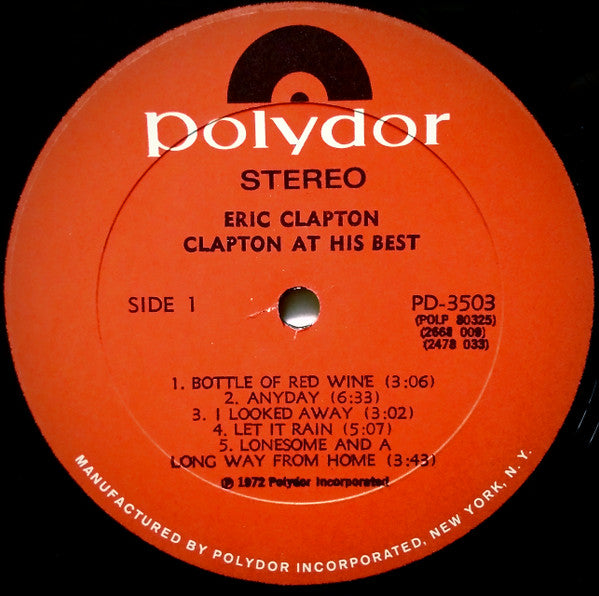 polydor
STEREO
ERIC CLAPTON
CLAPTON AT HIS BEST
SIDE 1
PD-3503
(POLP 80325)
(2668 009)
(2478 033)
1. BOTTLE OF RED WINE (3:06)
2. ANYDAY (6:33)
3. I LOOKED AWAY (3:02)
4. LET IT RAIN (5:07)
5. LONESOME AND A
LONG WAY FROM HOME (3:43)
℗ 1972 Polydor Incorporated
MANUFACTURED BY POLYDOR INCORPORATED, NEW YORK, N. Y.